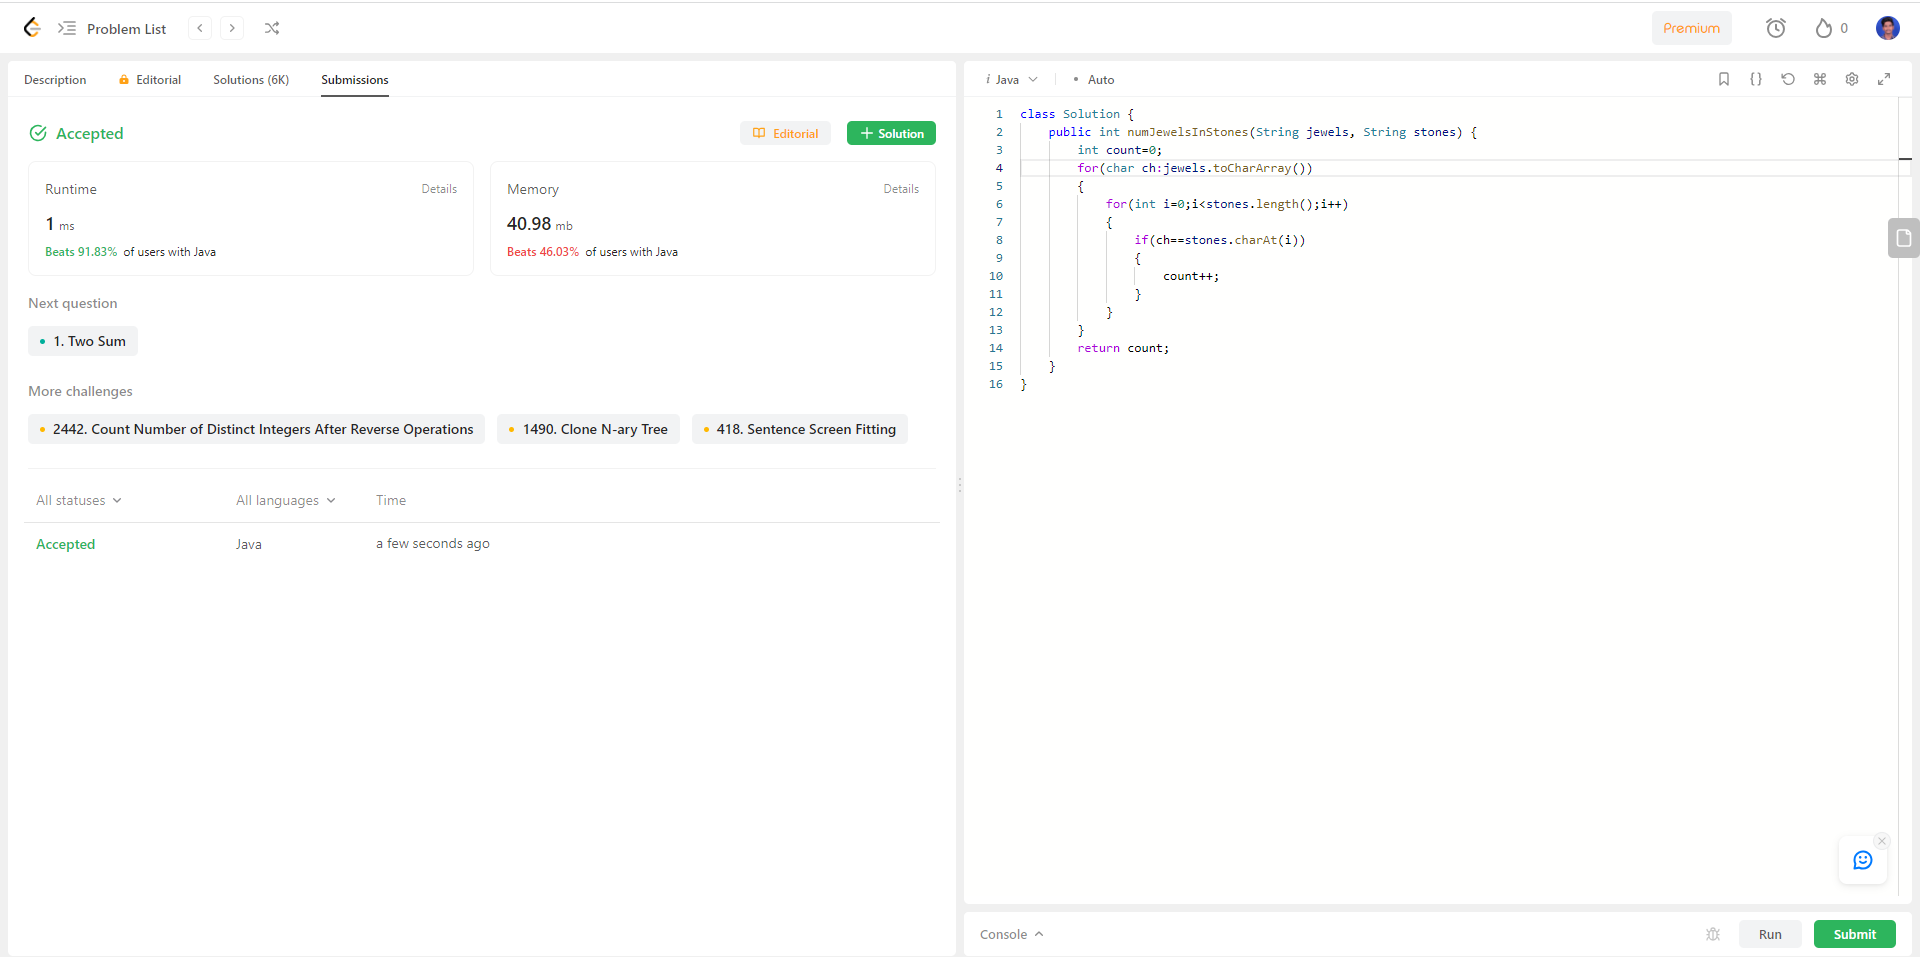 Problem List
Premium
0
Description Editorial Solutions (6K) Submissions
Accepted
Editorial
Solution
Runtime Details
1 ms
Beats 91.83% of users with Java
Memory Details
40.98 mb
Beats 46.03% of users with Java
Next question
1. Two Sum
More challenges
2442. Count Number of Distinct Integers After Reverse Operations
1490. Clone N-ary Tree
418. Sentence Screen Fitting
All statuses All languages Time
Accepted Java a few seconds ago
i Java • Auto
1 class Solution {
2 public int numJewelsInStones(String jewels, String stones) {
3 int count=0;
4 for(char ch:jewels.toCharArray())
5 {
6 for(int i=0;i<stones.length();i++)
7 {
8 if(ch==stones.charAt(i))
9 {
10 count++;
11 }
12 }
13 }
14 return count;
15 }
16 }
Console
Run
Submit